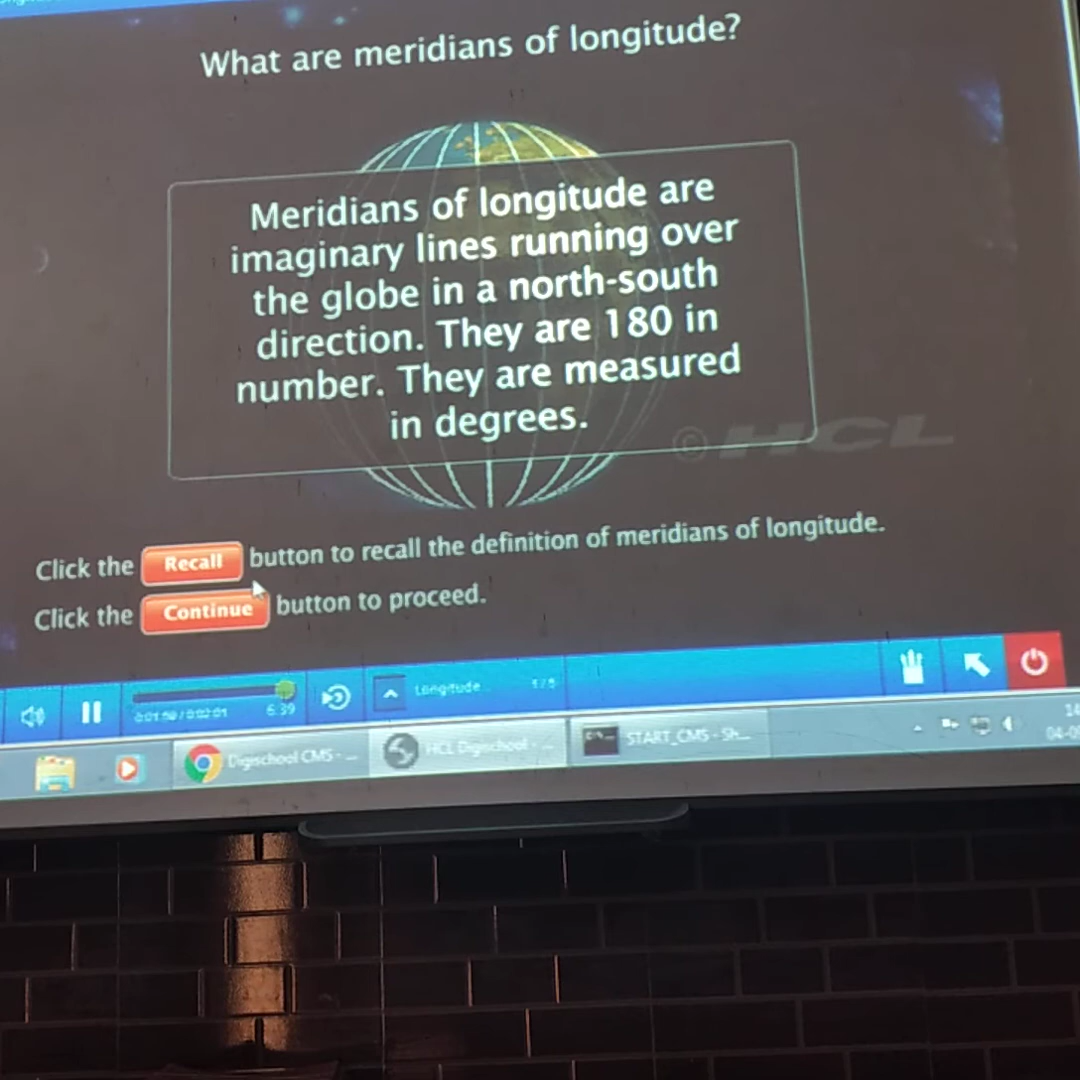 What are meridians of longitude?
Meridians of longitude are
imaginary lines running over
the globe in a north-south
direction. They are 180 in
number. They are measured
in degrees.
© HCL
Click the Recall button to recall the definition of meridians of longitude.
Click the Continue button to proceed.
6:39
Longitude
Digischool CMS - ...
HCL Digischool - ...
START_CMS - Sh...